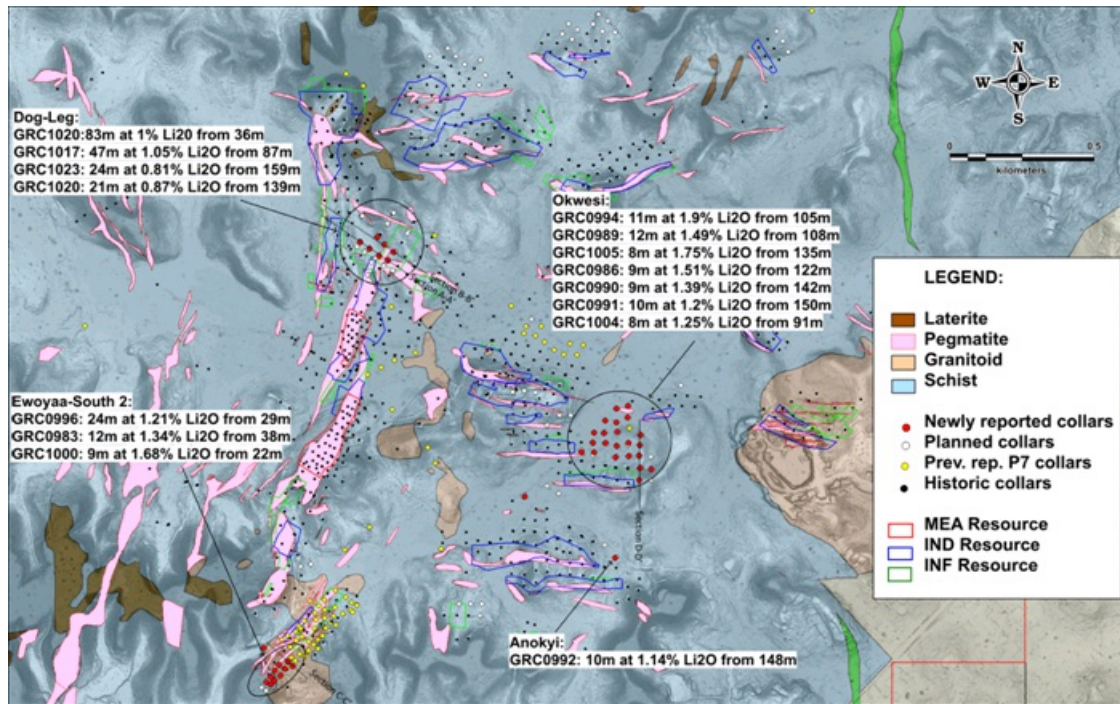 Dog-Leg:
GRC1020:83m at 1% Li20 from 36m
GRC1017: 47m at 1.05% Li2O from 87m
GRC1023: 24m at 0.81% Li2O from 159m
GRC1020: 21m at 0.87% Li2O from 139m
N
W E
S
0 0.5
kilometers
Okwesi:
GRC0994: 11m at 1.9% Li2O from 105m
GRC0989: 12m at 1.49% Li2O from 108m
GRC1005: 8m at 1.75% Li2O from 135m
GRC0986: 9m at 1.51% Li2O from 122m
GRC0990: 9m at 1.39% Li2O from 142m
GRC0991: 10m at 1.2% Li2O from 150m
GRC1004: 8m at 1.25% Li2O from 91m
LEGEND:
Laterite
Pegmatite
Granitoid
Schist
Newly reported collars
Planned collars
Prev. rep. P7 collars
Historic collars
MEA Resource
IND Resource
INF Resource
Ewoyaa-South 2:
GRC0996: 24m at 1.21% Li2O from 29m
GRC0983: 12m at 1.34% Li2O from 38m
GRC1000: 9m at 1.68% Li2O from 22m
Section D-D'
Anokyi:
GRC0992: 10m at 1.14% Li2O from 148m
Section C-C'